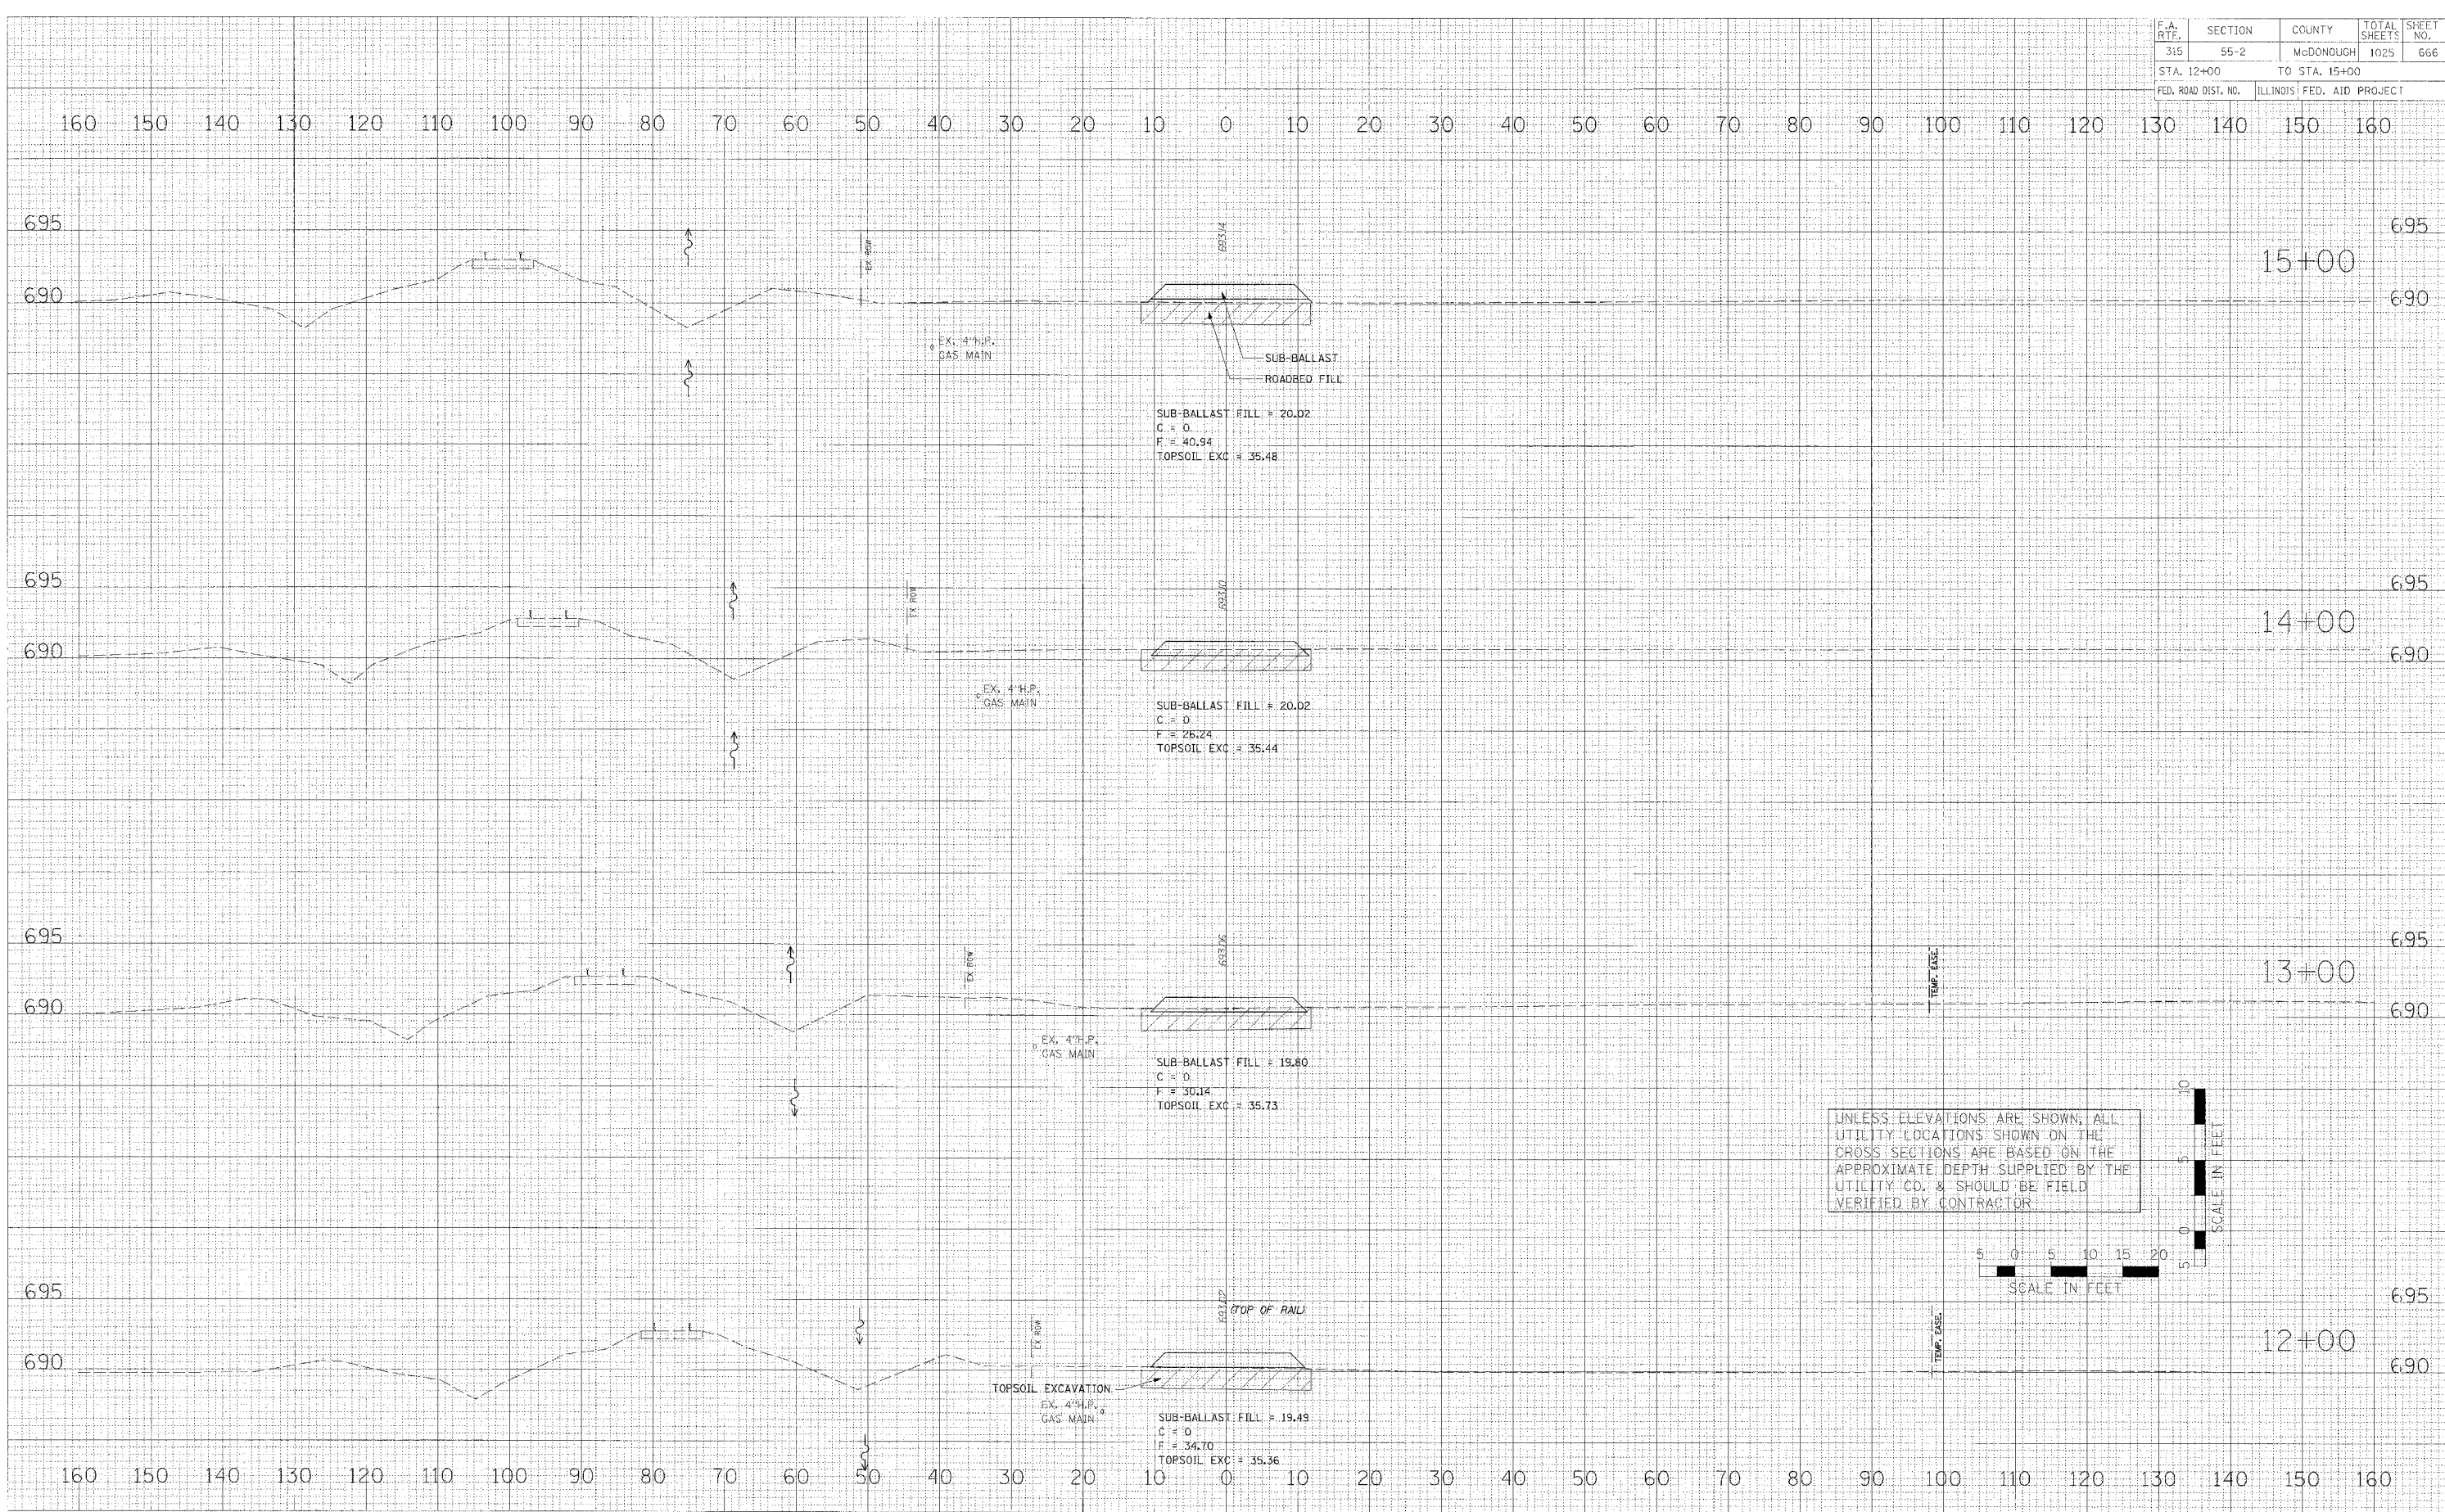 F.A. RTE. SECTION COUNTY TOTAL SHEETS SHEET NO.
315 55-2 McDONOUGH 1025 666
STA. 12+00 TO STA. 15+00
FED. ROAD DIST. NO. ILLINOIS FED. AID PROJECT
160 150 140 130 120 110 100 90 80 70 60 50 40 30 20 10 0 10 20 30 40 50 60 70 80 90 100 110 120 130 140 150 160
695 695
693.14
EX ROW
15+00
690 690
EX. 4"H.P.
GAS MAIN
SUB-BALLAST
ROADBED FILL
SUB-BALLAST FILL = 20.02
C = 0
F = 40.94
TOPSOIL EXC = 35.48
695 695
693.10
EX ROW
14+00
690 690
EX. 4"H.P.
GAS MAIN
SUB-BALLAST FILL = 20.02
C = 0
F = 26.24
TOPSOIL EXC = 35.44
695 695
693.06
EX ROW
TEMP. EASE.
13+00
690 690
EX. 4"H.P.
GAS MAIN
SUB-BALLAST FILL = 19.80
C = 0
F = 30.14
TOPSOIL EXC = 35.73
UNLESS ELEVATIONS ARE SHOWN, ALL
UTILITY LOCATIONS SHOWN ON THE
CROSS SECTIONS ARE BASED ON THE
APPROXIMATE DEPTH SUPPLIED BY THE
UTILITY CO. & SHOULD BE FIELD
VERIFIED BY CONTRACTOR
10 5 0 5
SCALE IN FEET
5 0 5 10 15 20
SCALE IN FEET
695 695
693.02 (TOP OF RAIL)
EX ROW
TEMP. EASE.
12+00
690 690
TOPSOIL EXCAVATION
EX. 4"H.P.
GAS MAIN
SUB-BALLAST FILL = 19.49
C = 0
F = 34.70
TOPSOIL EXC = 35.36
160 150 140 130 120 110 100 90 80 70 60 50 40 30 20 10 0 10 20 30 40 50 60 70 80 90 100 110 120 130 140 150 160